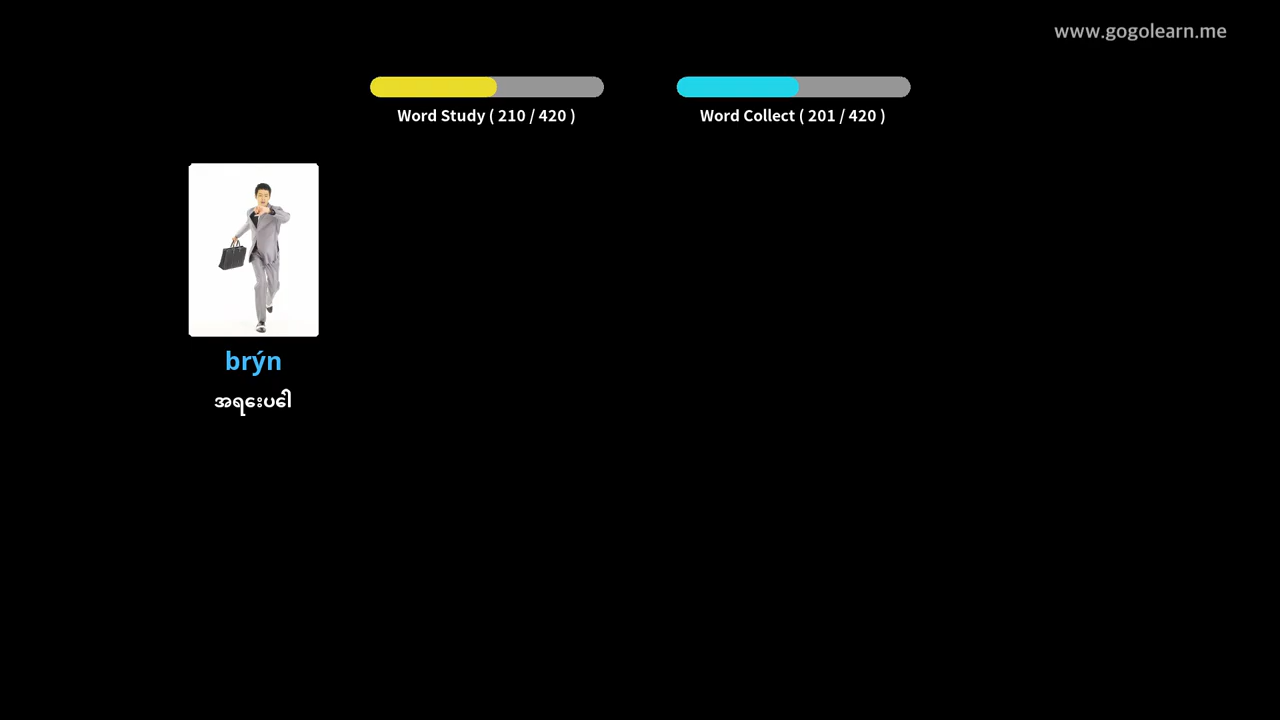 www.gogolearn.me
Word Study ( 210 / 420 )
Word Collect ( 201 / 420 )
brýn
အရေးပေါ်